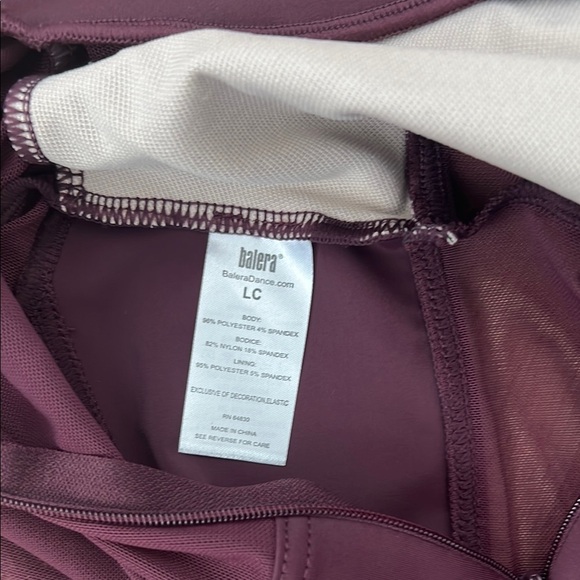 balera®
BaleraDance.com
LC
BODY:
96% POLYESTER 4% SPANDEX
BODICE:
82% NYLON 18% SPANDEX
LINING:
95% POLYESTER 5% SPANDEX
EXCLUSIVE OF DECORATION,ELASTIC
RN 64835
MADE IN CHINA
SEE REVERSE FOR CARE